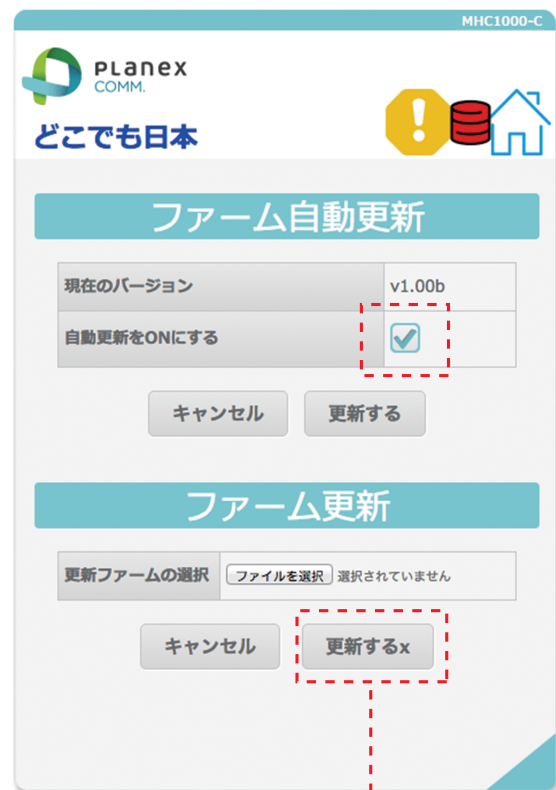 MHC1000-C
PLanex
COMM.
どこでも日本
ファーム自動更新
現在のバージョン v1.00b
自動更新をONにする
キャンセル 更新する
ファーム更新
更新ファームの選択 ファイルを選択 選択されていません
キャンセル 更新するx